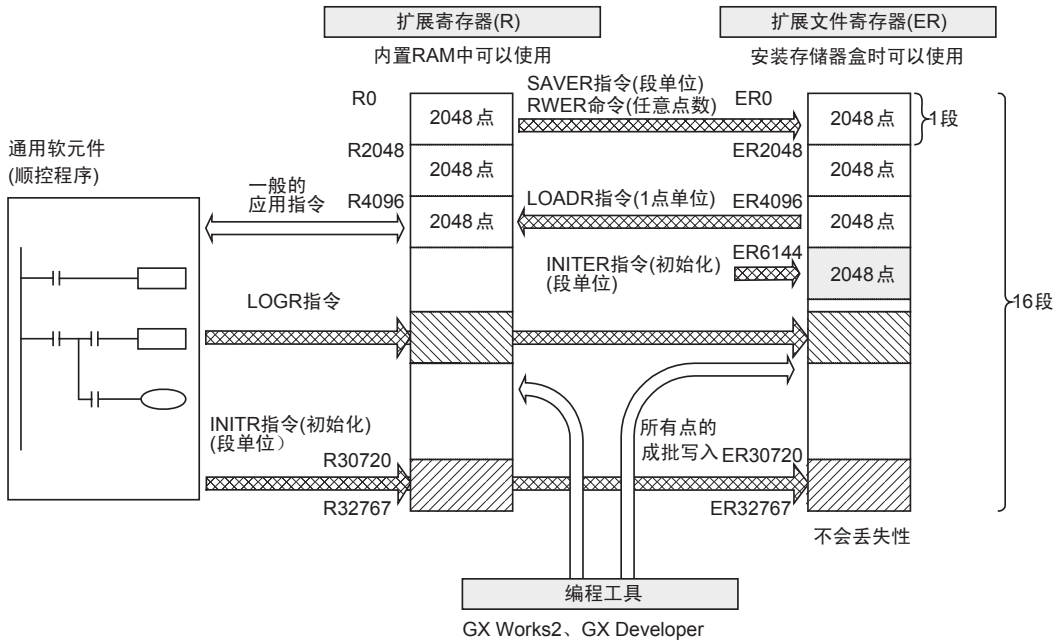 扩展寄存器(R)
扩展文件寄存器(ER)
内置RAM中可以使用
安装存储器盒时可以使用
SAVER指令(段单位)
RWER命令(任意点数)
R0
ER0
2048点
2048点
1段
通用软元件
(顺控程序)
R2048
ER2048
2048点
2048点
一般的
应用指令
R4096
LOADR指令(1点单位)
ER4096
2048点
2048点
INITER指令(初始化)
(段单位)
ER6144
2048点
LOGR指令
16段
INITR指令(初始化)
(段单位）
所有点的
成批写入
R30720
ER30720
R32767
ER32767
不会丢失性
编程工具
GX Works2、GX Developer